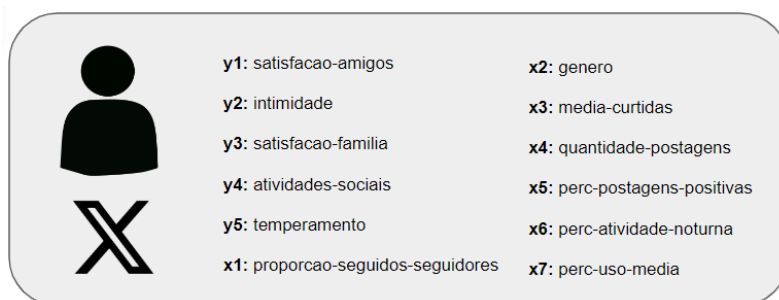 y1: satisfacao-amigos
y2: intimidade
y3: satisfacao-familia
y4: atividades-sociais
y5: temperamento
x1: proporcao-seguidos-seguidores
x2: genero
x3: media-curtidas
x4: quantidade-postagens
x5: perc-postagens-positivas
x6: perc-atividade-noturna
x7: perc-uso-media